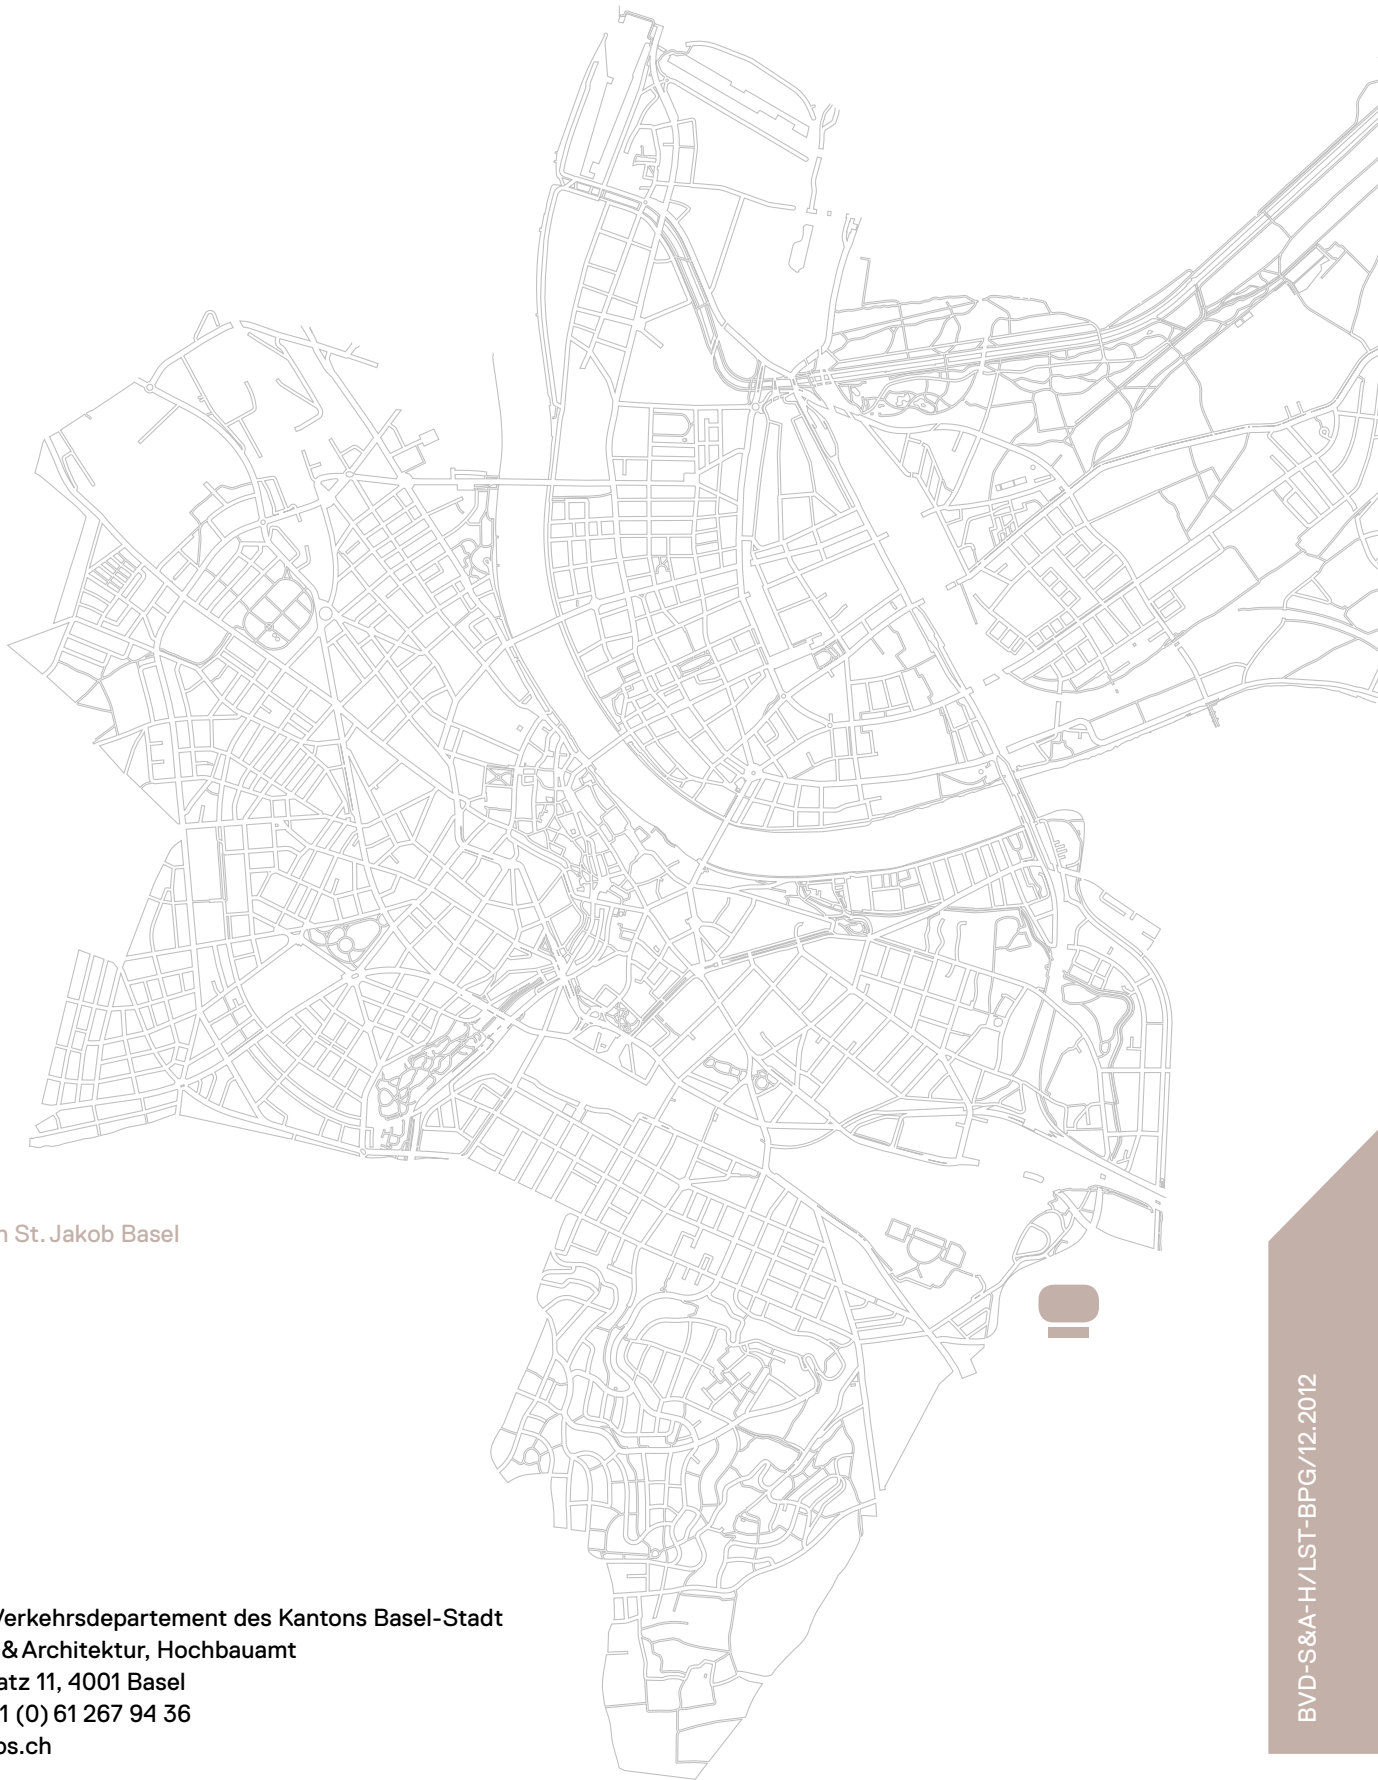 St. Jakob Basel
Verkehrsdepartement des Kantons Basel-Stadt
& Architektur, Hochbauamt
11, 4001 Basel
1 (0) 61 267 94 36
bs.ch
BVD-S&A-H/LST-BPG/12.2012